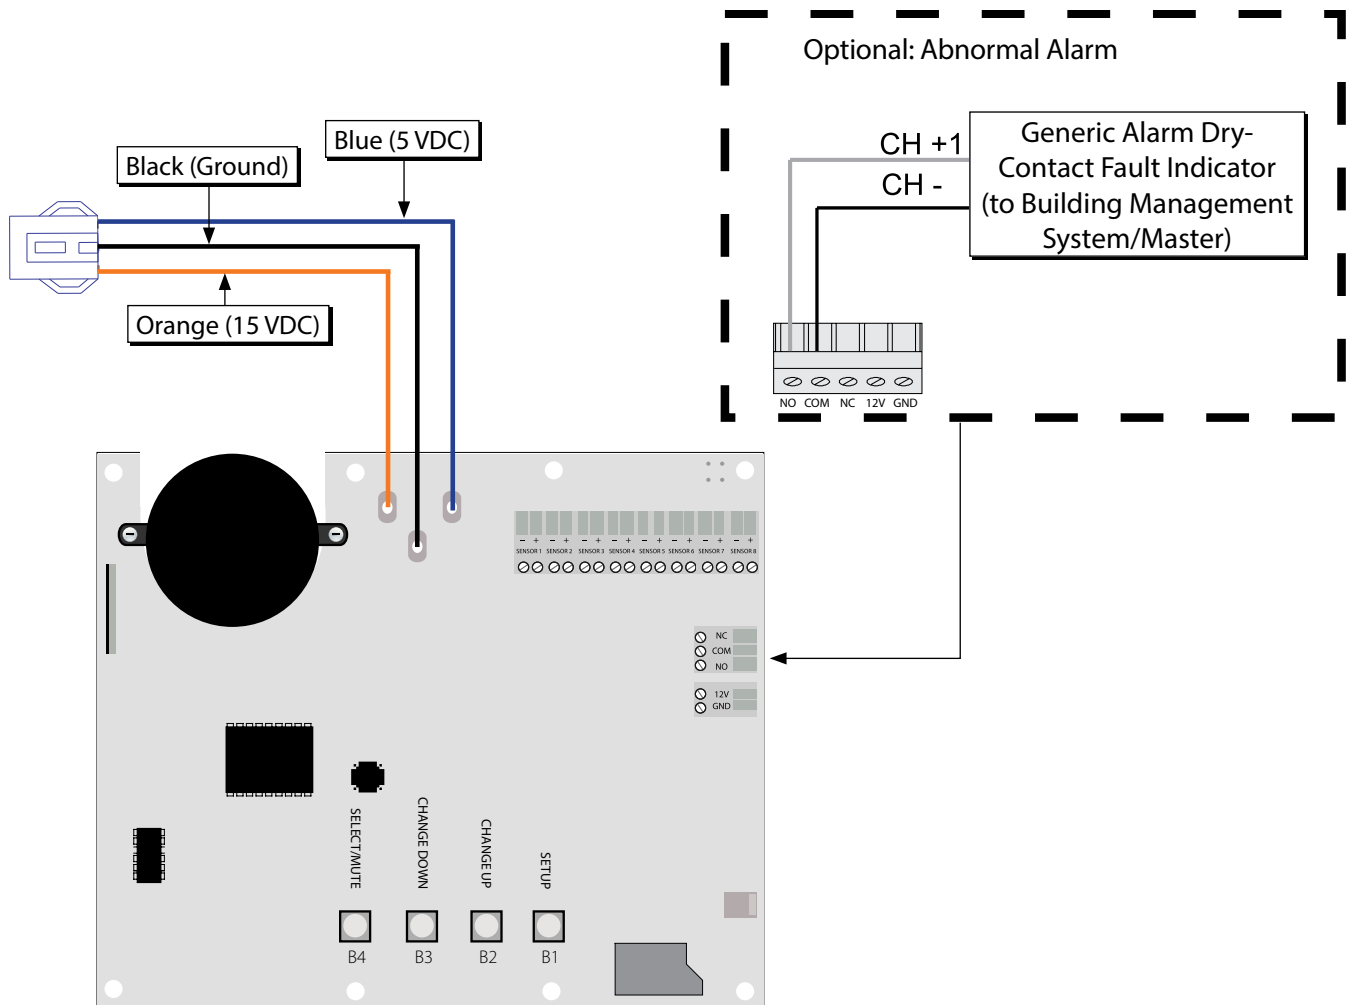 Optional: Abnormal Alarm
Blue (5 VDC)
Black (Ground)
Orange (15 VDC)
CH +1
CH -
Generic Alarm Dry-
Contact Fault Indicator
(to Building Management
System/Master)
NO COM NC 12V GND
- + - + - + - + - + - + - + - +
SENSOR 1 SENSOR 2 SENSOR 3 SENSOR 4 SENSOR 5 SENSOR 6 SENSOR 7 SENSOR 8
NC
COM
NO
12V
GND
SELECT/MUTE
CHANGE DOWN
CHANGE UP
SETUP
B4 B3 B2 B1